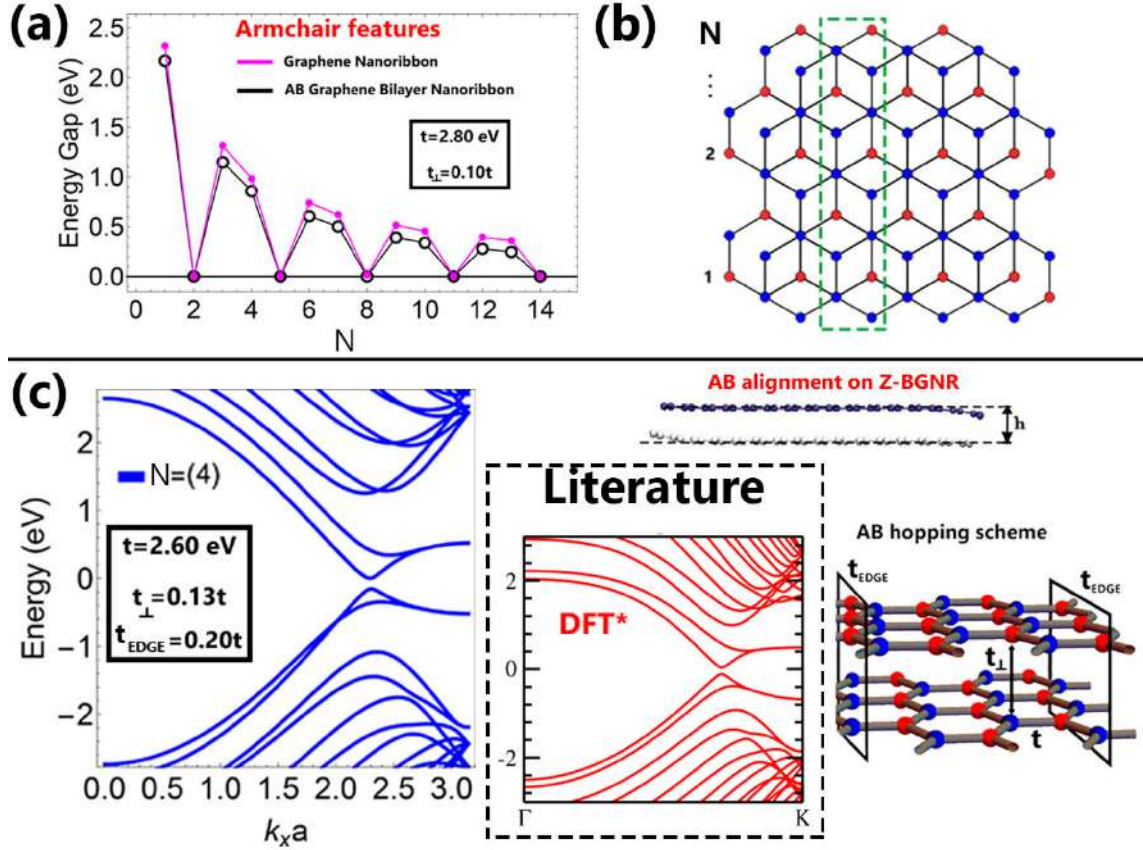 (a)
Armchair features
Graphene Nanoribbon
AB Graphene Bilayer Nanoribbon
t=2.80 eV
t⊥=0.10t
Energy Gap (eV)
2.5
2.0
1.5
1.0
0.5
0.0
0 2 4 6 8 10 12 14
N
(b)
N
⋮
2
1
(c)
N=(4)
t=2.60 eV
t⊥=0.13t
tEDGE=0.20t
Energy (eV)
2
1
0
−1
−2
0.0 0.5 1.0 1.5 2.0 2.5 3.0
kxa
AB alignment on Z-BGNR
h
Literature
DFT*
2
0
-2
Γ K
AB hopping scheme
tEDGE
tEDGE
t⊥
t